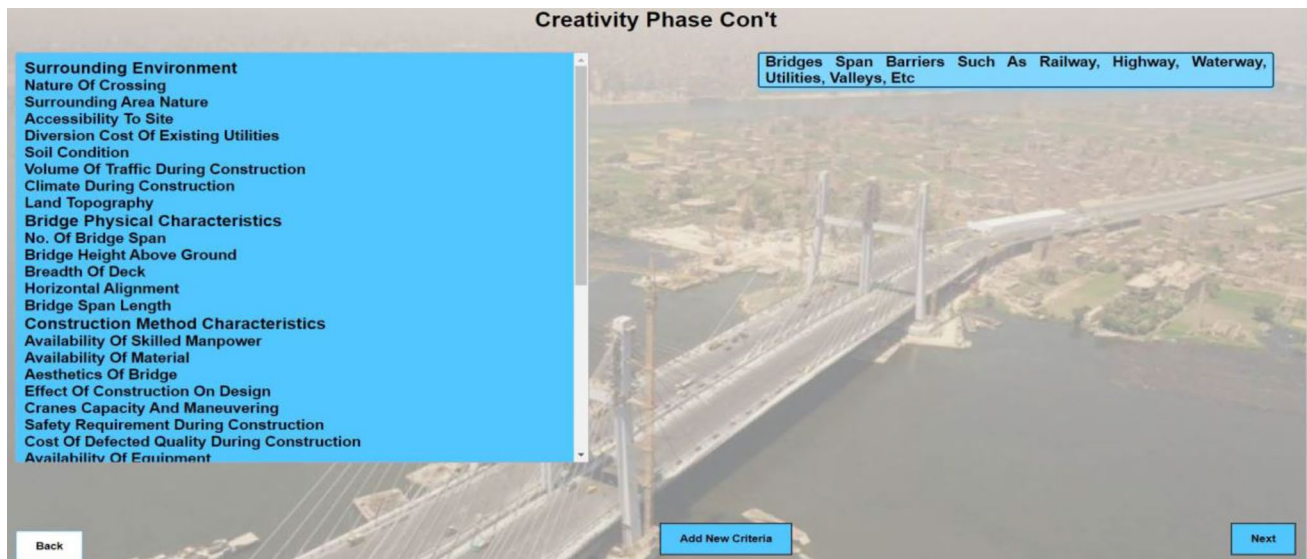 Creativity Phase Con't
Surrounding Environment
Nature Of Crossing
Surrounding Area Nature
Accessibility To Site
Diversion Cost Of Existing Utilities
Soil Condition
Volume Of Traffic During Construction
Climate During Construction
Land Topography
Bridge Physical Characteristics
No. Of Bridge Span
Bridge Height Above Ground
Breadth Of Deck
Horizontal Alignment
Bridge Span Length
Construction Method Characteristics
Availability Of Skilled Manpower
Availability Of Material
Aesthetics Of Bridge
Effect Of Construction On Design
Cranes Capacity And Maneuvering
Safety Requirement During Construction
Cost Of Defected Quality During Construction
Availability Of Equipment
Bridges Span Barriers Such As Railway, Highway, Waterway,
Utilities, Valleys, Etc
Back
Add New Criteria
Next